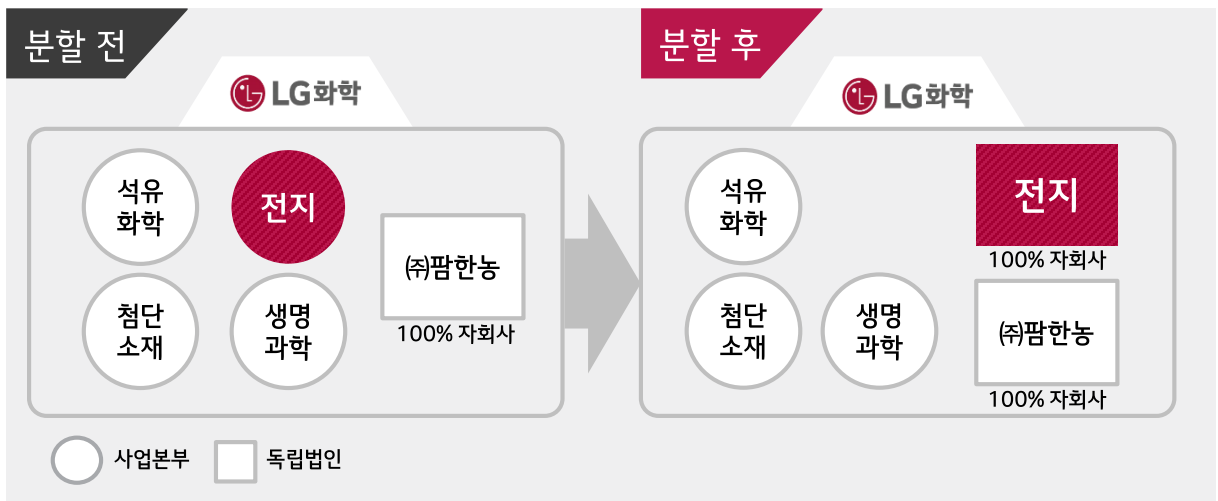 분할 전
LG화학
석유
화학
전지
㈜팜한농
100% 자회사
첨단
소재
생명
과학
분할 후
LG화학
석유
화학
전지
100% 자회사
첨단
소재
생명
과학
㈜팜한농
100% 자회사
사업본부
독립법인